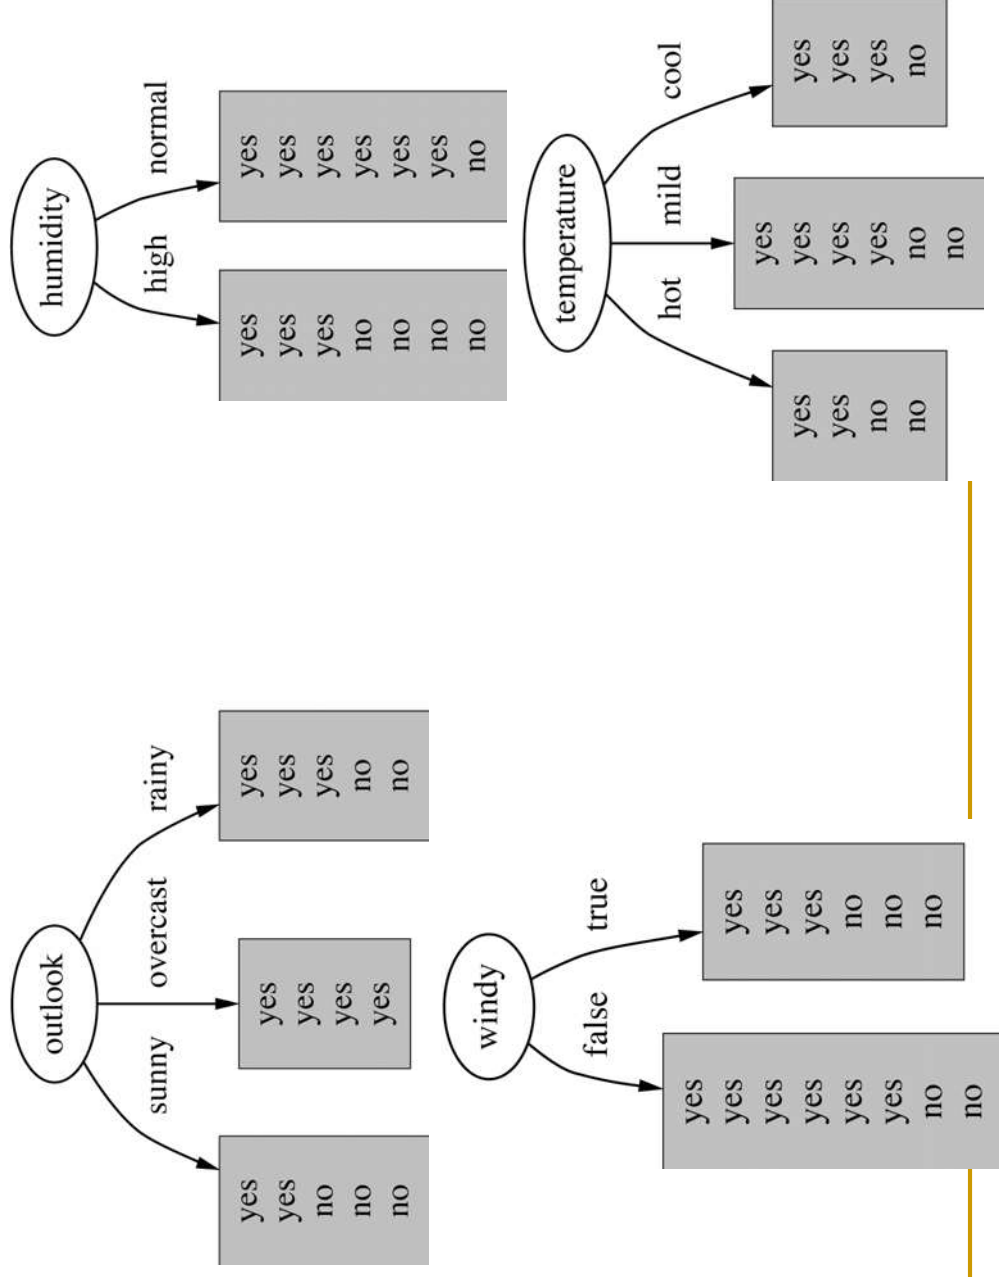 outlook
sunny
overcast
rainy
yes
yes
no
no
no
yes
yes
yes
yes
yes
yes
yes
no
no
humidity
high
normal
yes
yes
yes
no
no
no
no
yes
yes
yes
yes
yes
yes
no
windy
false
true
yes
yes
yes
yes
yes
yes
no
no
yes
yes
yes
no
no
no
temperature
hot
mild
cool
yes
yes
no
no
yes
yes
yes
yes
no
no
yes
yes
yes
no